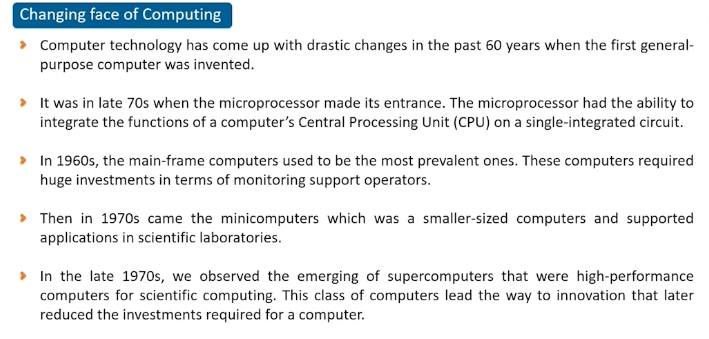 Changing face of Computing
Computer technology has come up with drastic changes in the past 60 years when the first general-
purpose computer was invented.
It was in late 70s when the microprocessor made its entrance. The microprocessor had the ability to
integrate the functions of a computer's Central Processing Unit (CPU) on a single-integrated circuit.
In 1960s, the main-frame computers used to be the most prevalent ones. These computers required
huge investments in terms of monitoring support operators.
Then in 1970s came the minicomputers which was a smaller-sized computers and supported
applications in scientific laboratories.
In the late 1970s, we observed the emerging of supercomputers that were high-performance
computers for scientific computing. This class of computers lead the way to innovation that later
reduced the investments required for a computer.